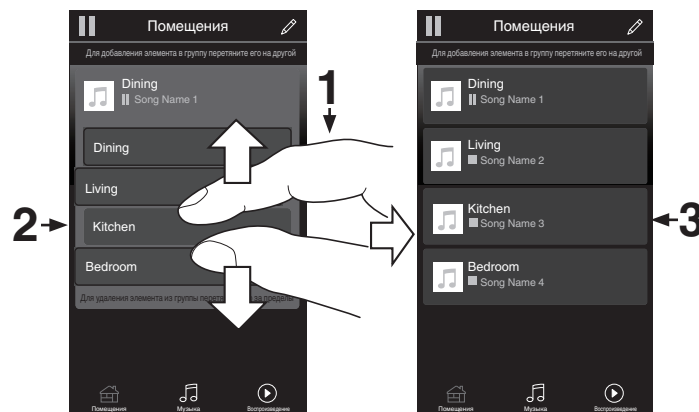 Помещения
Для добавления элемента в группу перетяните его на другой
Dining
Song Name 1
Dining
Living
Kitchen
Bedroom
Для удаления элемента из группы за пределы
Помещения
Музыка
Воспроизведение
1
2
Помещения
Для добавления элемента в группу перетяните его на другой
Dining
Song Name 1
Living
Song Name 2
Kitchen
Song Name 3
Bedroom
Song Name 4
Помещения
Музыка
Воспроизведение
3